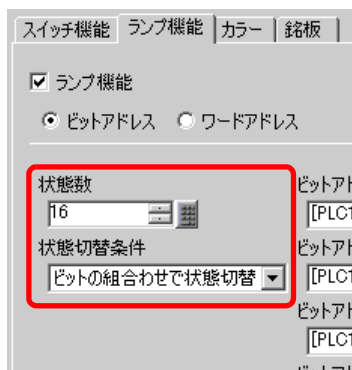 スイッチ機能 ランプ機能 カラー 銘板
ランプ機能
ビットアドレス ワードアドレス
状態数
16
状態切替条件
ビットの組合わせで状態切替
ビットアド
[PLC1
ビットアド
[PLC1
ビットアド
[PLC1